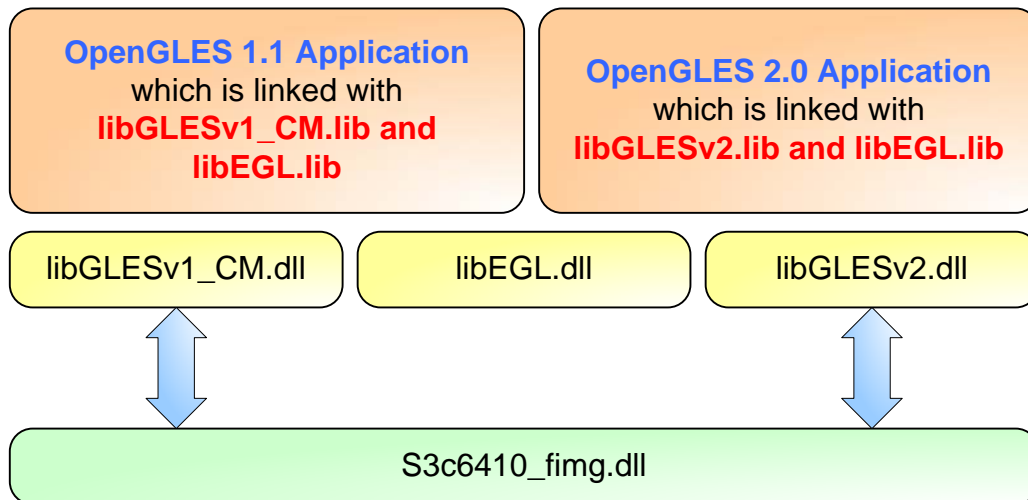 OpenGLES 1.1 Application
which is linked with
libGLESv1_CM.lib and
libEGL.lib
OpenGLES 2.0 Application
which is linked with
libGLESv2.lib and libEGL.lib
libGLESv1_CM.dll
libEGL.dll
libGLESv2.dll
S3c6410_fimg.dll